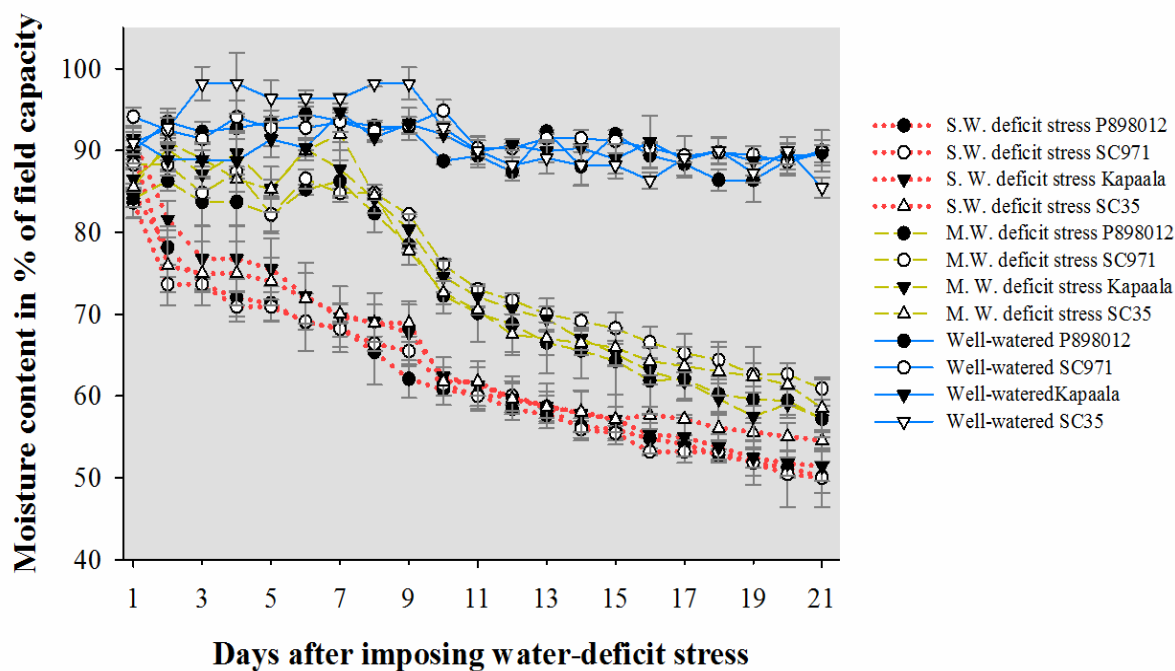 Moisture content in % of field capacity
100
90
80
70
60
50
40
1 3 5 7 9 11 13 15 17 19 21
Days after imposing water-deficit stress
S.W. deficit stress P898012
S.W. deficit stress SC971
S. W. deficit stress Kapaala
S.W. deficit stress SC35
M.W. deficit stress P898012
M.W. deficit stress SC971
M. W. deficit stress Kapaala
M. W. deficit stress SC35
Well-watered P898012
Well-watered SC971
Well-wateredKapaala
Well-watered SC35